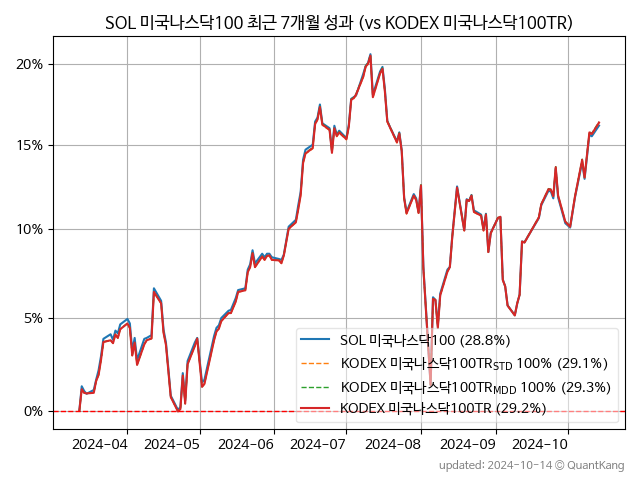 SOL 미국나스닥100 최근 7개월 성과 (vs KODEX 미국나스닥100TR)
20%
15%
10%
5%
0%
SOL 미국나스닥100 (28.8%)
KODEX 미국나스닥100TR_STD 100% (29.1%)
KODEX 미국나스닥100TR_MDD 100% (29.3%)
KODEX 미국나스닥100TR (29.2%)
2024-04 2024-05 2024-06 2024-07 2024-08 2024-09 2024-10
updated: 2024-10-14 © QuantKang